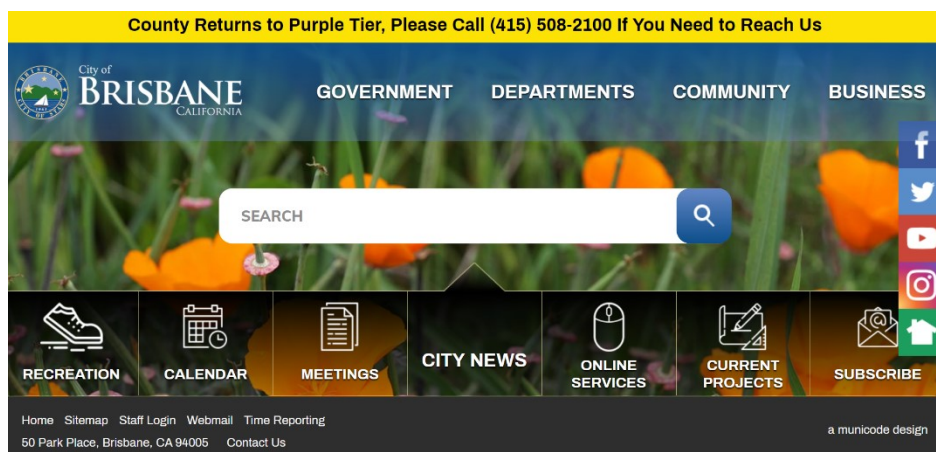 County Returns to Purple Tier, Please Call (415) 508-2100 If You Need to Reach Us
City of
BRISBANE
CALIFORNIA
GOVERNMENT DEPARTMENTS COMMUNITY BUSINESS
SEARCH
RECREATION
CALENDAR
MEETINGS
CITY NEWS
ONLINE
SERVICES
CURRENT
PROJECTS
SUBSCRIBE
Home Sitemap Staff Login Webmail Time Reporting
50 Park Place, Brisbane, CA 94005 Contact Us
a municode design